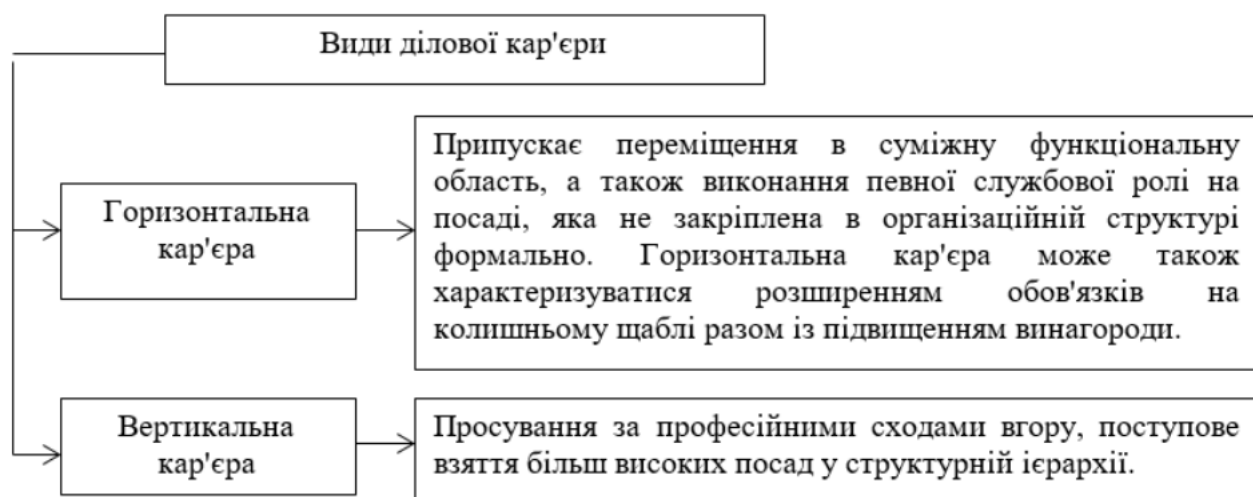 Види ділової кар'єри
Горизонтальна
кар'єра
Припускає переміщення в суміжну функціональну
область, а також виконання певної службової ролі на
посаді, яка не закріплена в організаційній структурі
формально. Горизонтальна кар'єра може також
характеризуватися розширенням обов'язків на
колишньому щаблі разом із підвищенням винагороди.
Вертикальна
кар'єра
Просування за професійними сходами вгору, поступове
взяття більш високих посад у структурній ієрархії.